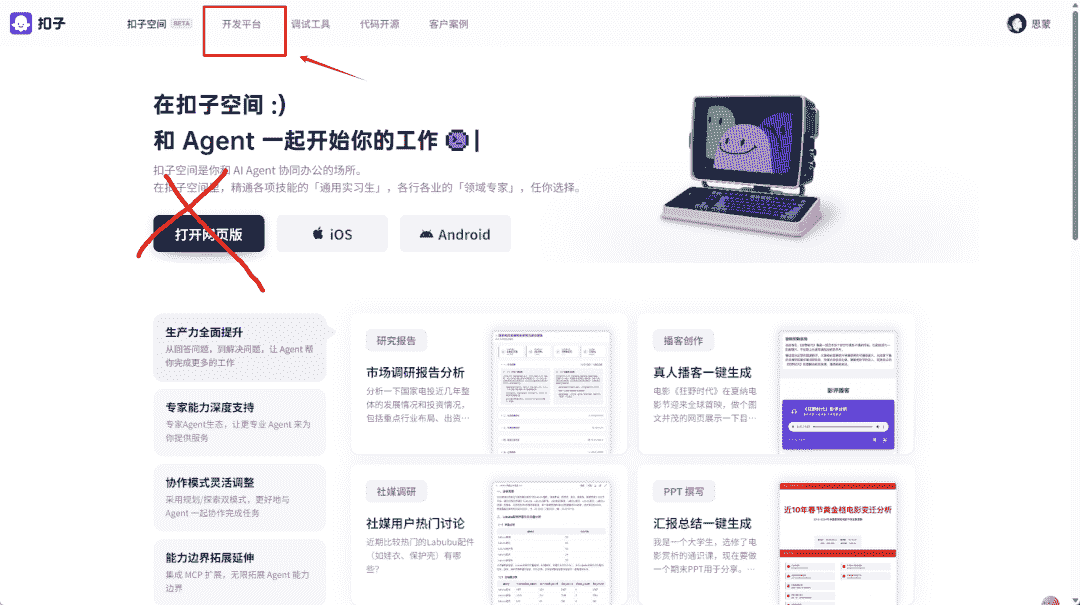 扣子
扣子空间 BETA
开发平台
调试工具
代码开源
客户案例
思蒙
在扣子空间 :)
和 Agent 一起开始你的工作
扣子空间是你和 AI Agent 协同办公的场所。
在扣子空间里，精通各项技能的「通用实习生」，各行各业的「领域专家」，任你选择。
打开网页版
iOS
Android
生产力全面提升
从回答问题，到解决问题，让 Agent 帮
你完成更多的工作
专家能力深度支持
专家Agent生态，让更专业 Agent 来为
你提供服务
协作模式灵活调整
采用规划/探索双模式，更好地与
Agent 一起协作完成任务
能力边界拓展延伸
集成 MCP 扩展，无限拓展 Agent 能力
边界
研究报告
市场调研报告分析
分析一下国家电投近几年整
体的发展情况和投资情况，
包括重点行业布局、出资…
播客创作
真人播客一键生成
电影《狂野时代》在夏纳电
影节迎来全球首映，做个图
文并茂的网页展示一下且…
影评播客
《狂野时代》影评分析
社媒调研
社媒用户热门讨论
近期比较热门的Labubu配件
（如娃衣、保护壳）有哪
些？
PPT 撰写
汇报总结一键生成
我是一个大学生，选修了电
影赏析的通识课，现在要做
一个期末PPT用于分享。…
近10年春节黄金档电影变迁分析